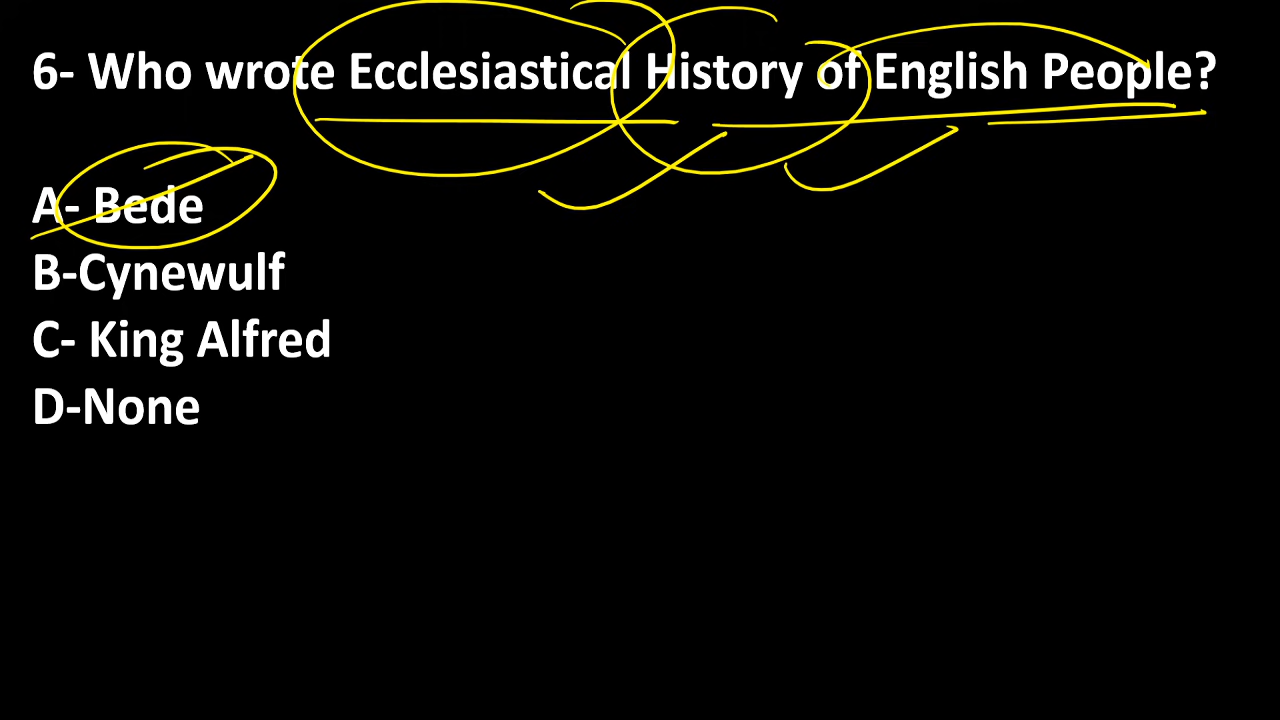 6- Who wrote Ecclesiastical History of English People?
A- Bede
B-Cynewulf
C- King Alfred
D-None